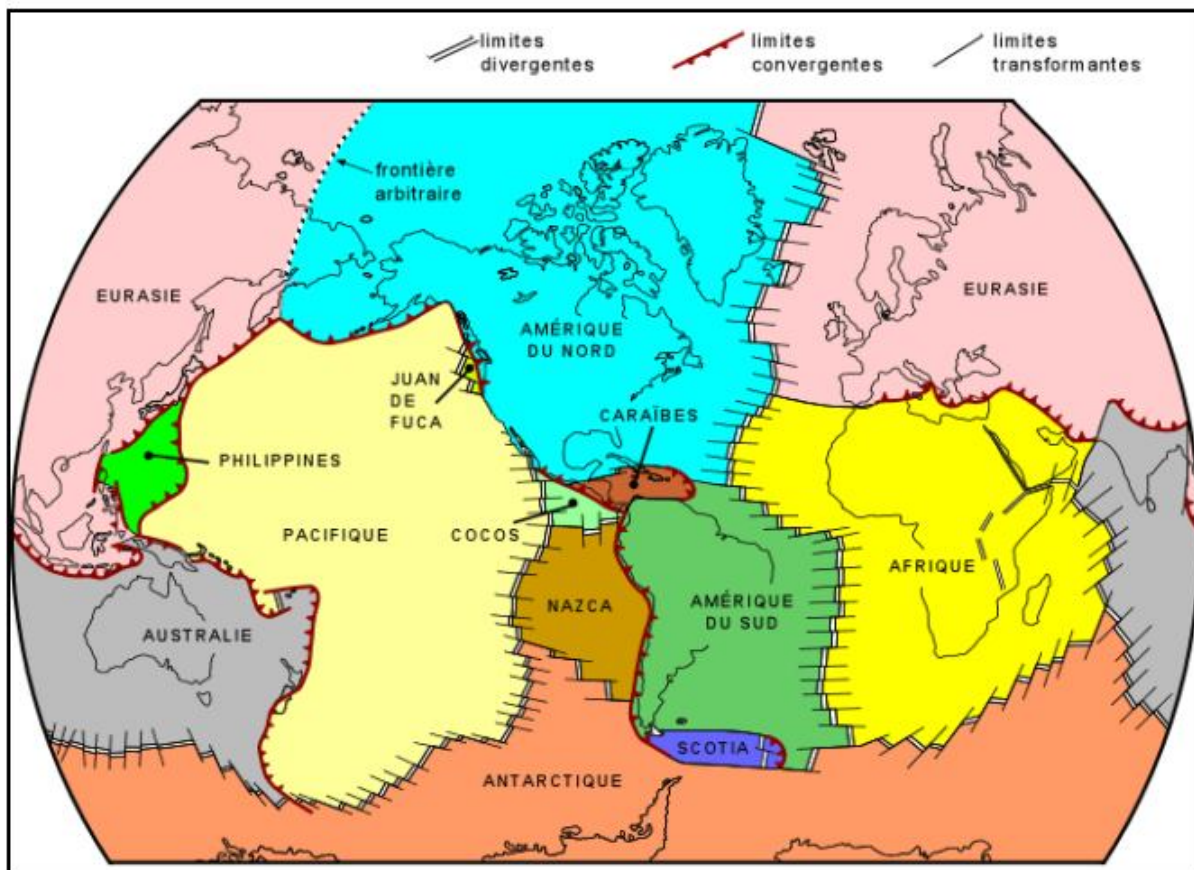 limites
divergentes
limites
convergentes
limites
transformantes
frontière
arbitraire
EURASIE
AMÉRIQUE
DU NORD
EURASIE
JUAN
DE
FUCA
CARAÏBES
PHILIPPINES
PACIFIQUE
COCOS
AFRIQUE
NAZCA
AMÉRIQUE
DU SUD
AUSTRALIE
SCOTIA
ANTARCTIQUE